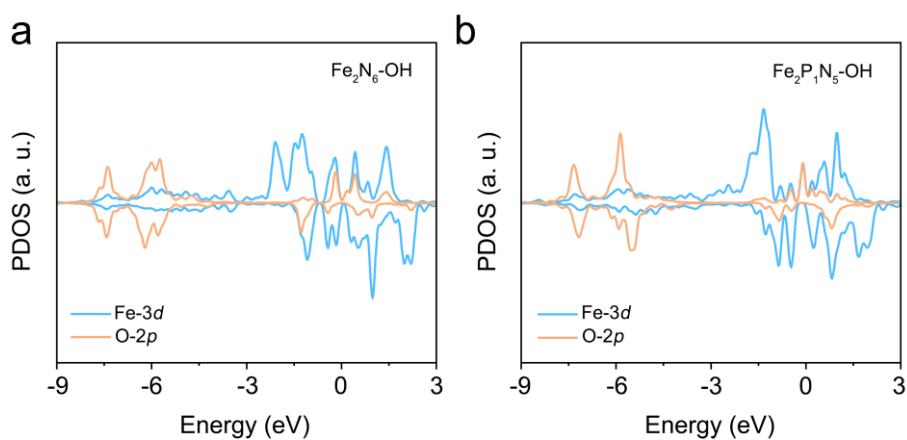 a
Fe₂N₆-OH
PDOS (a. u.)
Fe-3d
O-2p
-9 -6 -3 0 3
Energy (eV)
b
Fe₂P₁N₅-OH
PDOS (a. u.)
Fe-3d
O-2p
-9 -6 -3 0 3
Energy (eV)